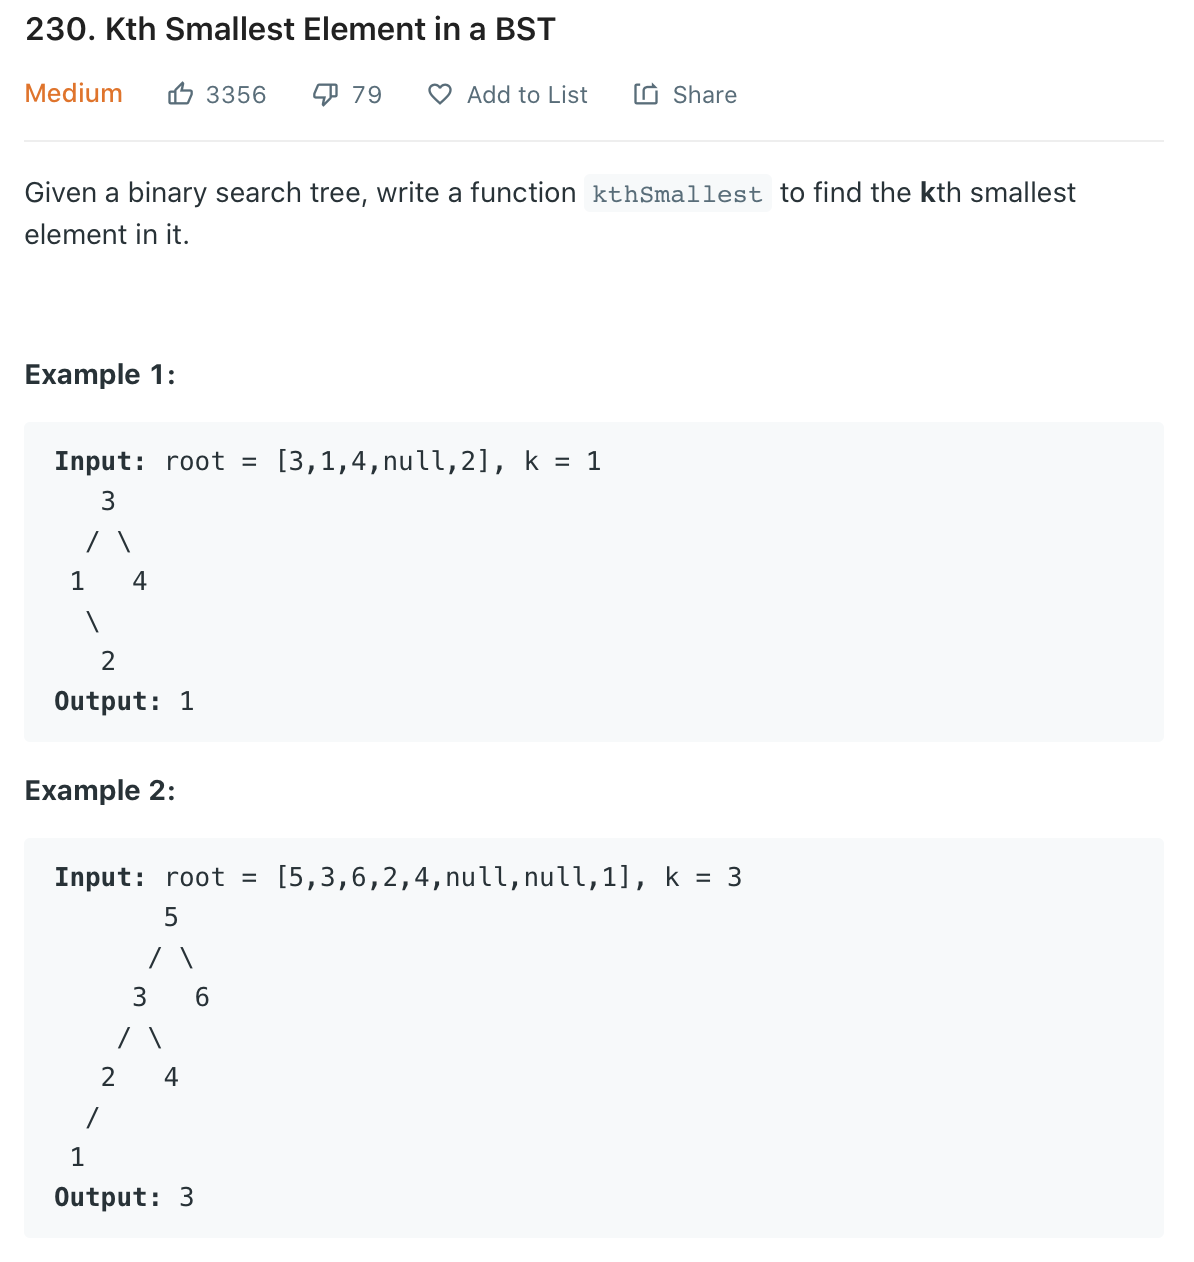 230. Kth Smallest Element in a BST
Medium 3356 79 Add to List Share
Given a binary search tree, write a function kthSmallest to find the kth smallest
element in it.
Example 1:
Input: root = [3,1,4,null,2], k = 1
   3
  / \
 1   4
  \
   2
Output: 1
Example 2:
Input: root = [5,3,6,2,4,null,null,1], k = 3
       5
      / \
     3   6
    / \
   2   4
  /
 1
Output: 3